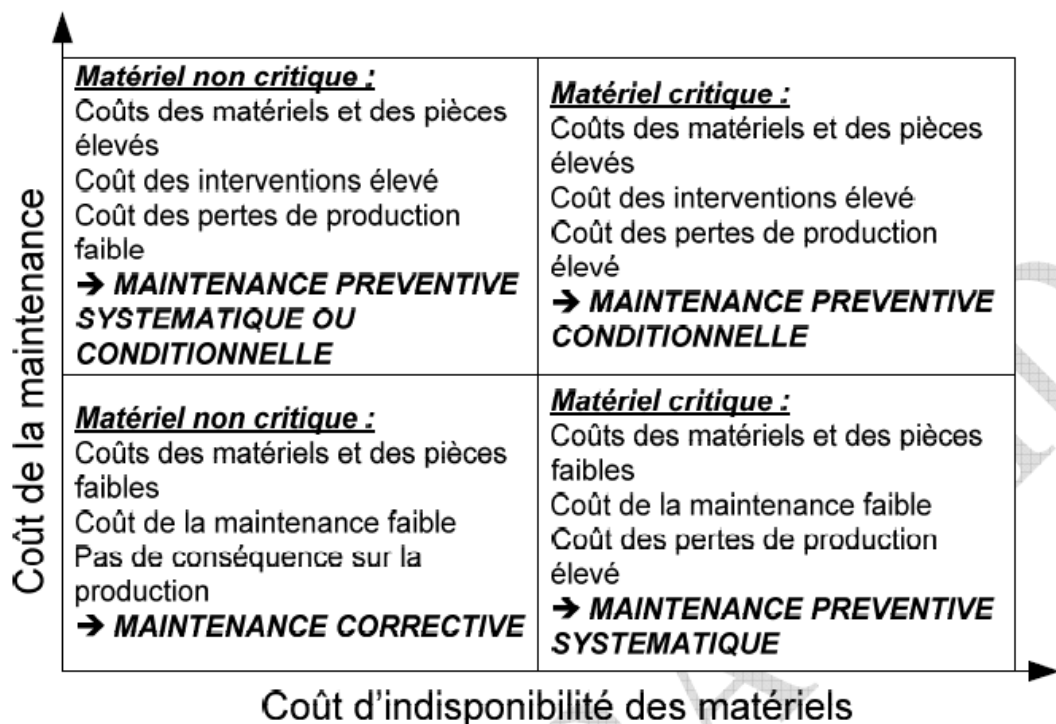 Matériel non critique :
Coûts des matériels et des pièces
élevés
Coût des interventions élevé
Coût des pertes de production
faible
→ MAINTENANCE PREVENTIVE
SYSTEMATIQUE OU
CONDITIONNELLE
Matériel critique :
Coûts des matériels et des pièces
élevés
Coût des interventions élevé
Coût des pertes de production
élevé
→ MAINTENANCE PREVENTIVE
CONDITIONNELLE
Matériel non critique :
Coûts des matériels et des pièces
faibles
Coût de la maintenance faible
Pas de conséquence sur la
production
→ MAINTENANCE CORRECTIVE
Matériel critique :
Coûts des matériels et des pièces
faibles
Coût de la maintenance faible
Coût des pertes de production
élevé
→ MAINTENANCE PREVENTIVE
SYSTEMATIQUE
Coût de la maintenance
Coût d'indisponibilité des matériels